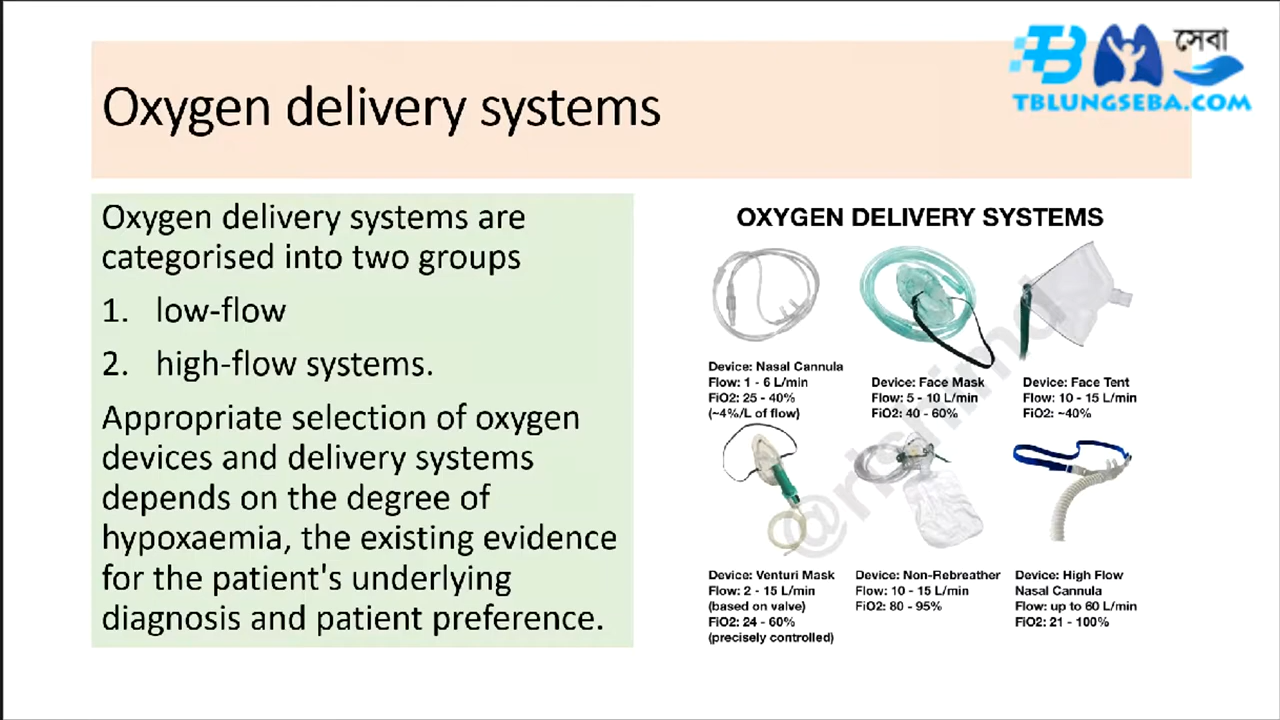 TB সেবা
TBLUNGSEBA.COM
Oxygen delivery systems
Oxygen delivery systems are
categorised into two groups
1. low-flow
2. high-flow systems.
Appropriate selection of oxygen
devices and delivery systems
depends on the degree of
hypoxaemia, the existing evidence
for the patient's underlying
diagnosis and patient preference.
OXYGEN DELIVERY SYSTEMS
Device: Nasal Cannula
Flow: 1 - 6 L/min
FiO2: 25 - 40%
(~4%/L of flow)
Device: Face Mask
Flow: 5 - 10 L/min
FiO2: 40 - 60%
Device: Face Tent
Flow: 10 - 15 L/min
FiO2: ~40%
Device: Venturi Mask
Flow: 2 - 15 L/min
(based on valve)
FiO2: 24 - 60%
(precisely controlled)
Device: Non-Rebreather
Flow: 10 - 15 L/min
FiO2: 80 - 95%
Device: High Flow
Nasal Cannula
Flow: up to 60 L/min
FiO2: 21 - 100%